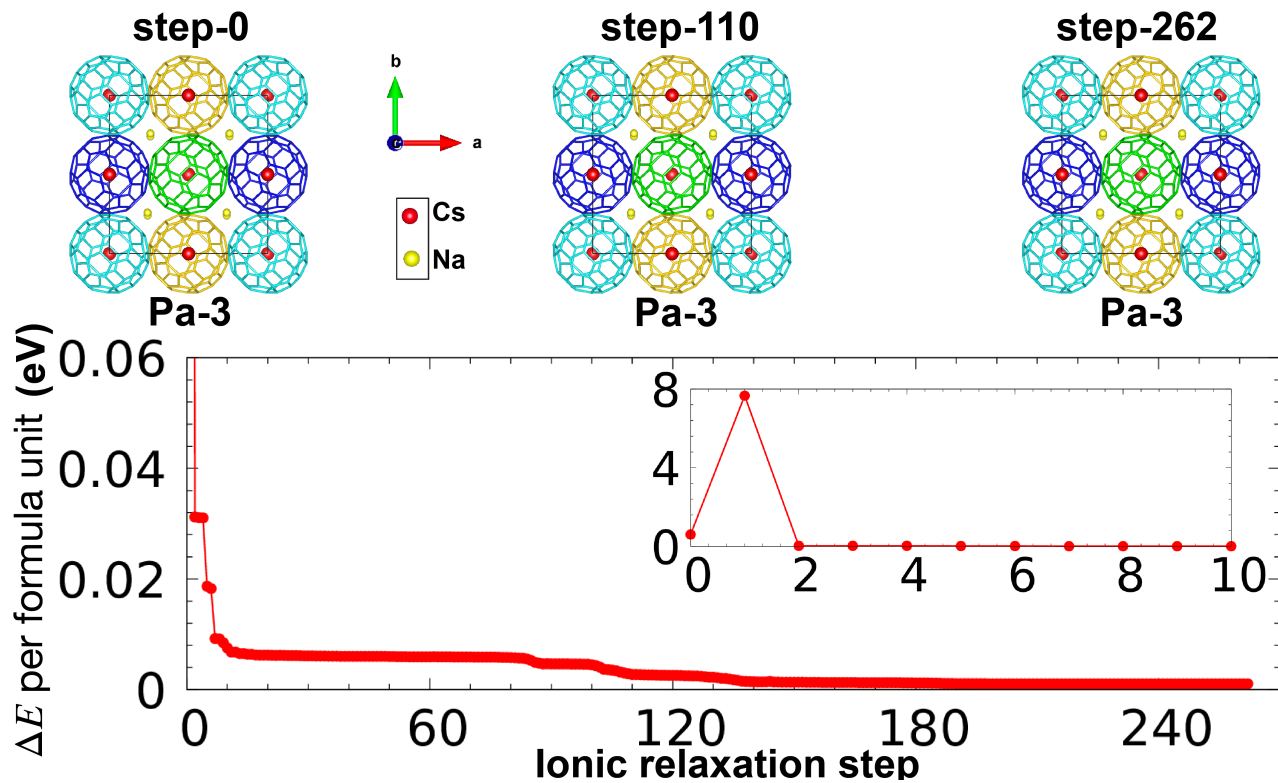 step-0
step-110
step-262
b
a
c
Cs
Na
Pa-3
Pa-3
Pa-3
ΔE per formula unit (eV)
0.06
0.04
0.02
0
0 60 120 180 240
Ionic relaxation step
8
4
0
0 2 4 6 8 10